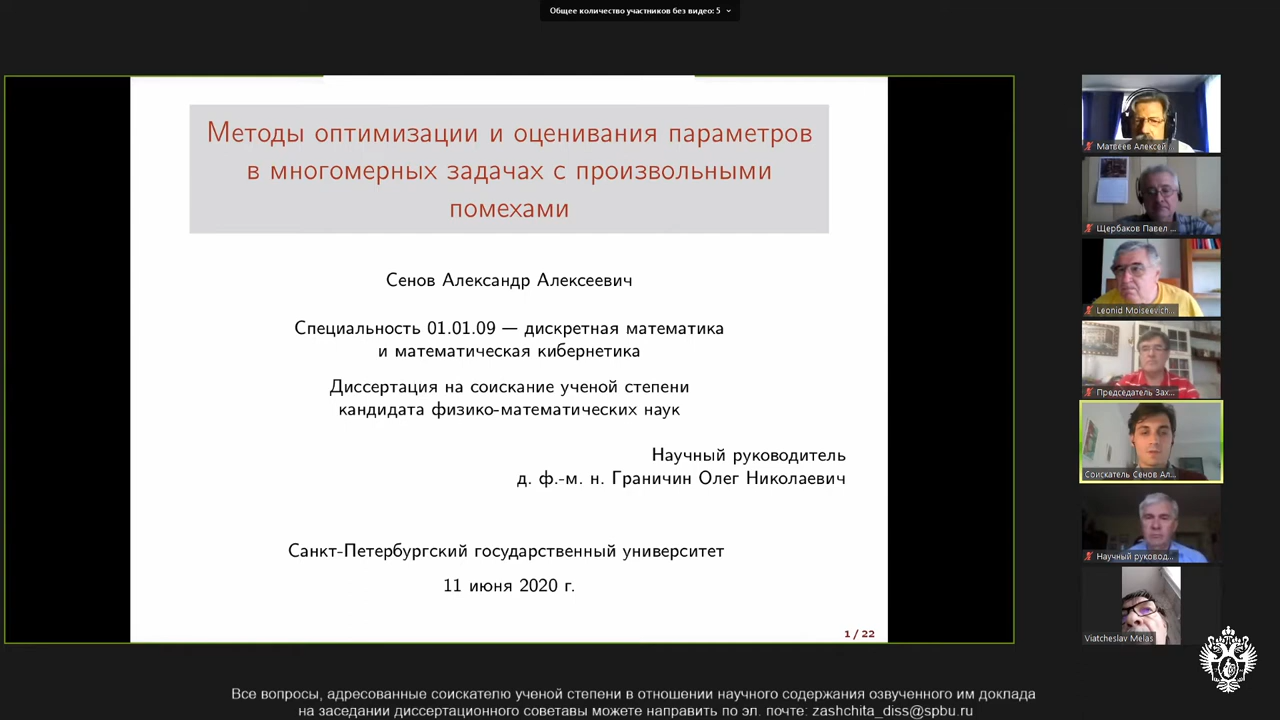 Общее количество участников без видео: 5
Методы оптимизации и оценивания параметров
в многомерных задачах с произвольными
помехами
Сенов Александр Алексеевич
Специальность 01.01.09 — дискретная математика
и математическая кибернетика
Диссертация на соискание ученой степени
кандидата физико-математических наук
Научный руководитель
д. ф.-м. н. Граничин Олег Николаевич
Санкт-Петербургский государственный университет
11 июня 2020 г.
1 / 22
Матвеев Алексей ...
Щербаков Павел ...
Leonid Moiseevich...
Председатель Зах...
Соискатель Сенов Ал...
Научный руковод...
Viatcheslav Melas
Все вопросы, адресованные соискателю ученой степени в отношении научного содержания озвученного им доклада
на заседании диссертационного советавы можете направить по эл. почте: zashchita_diss@spbu.ru